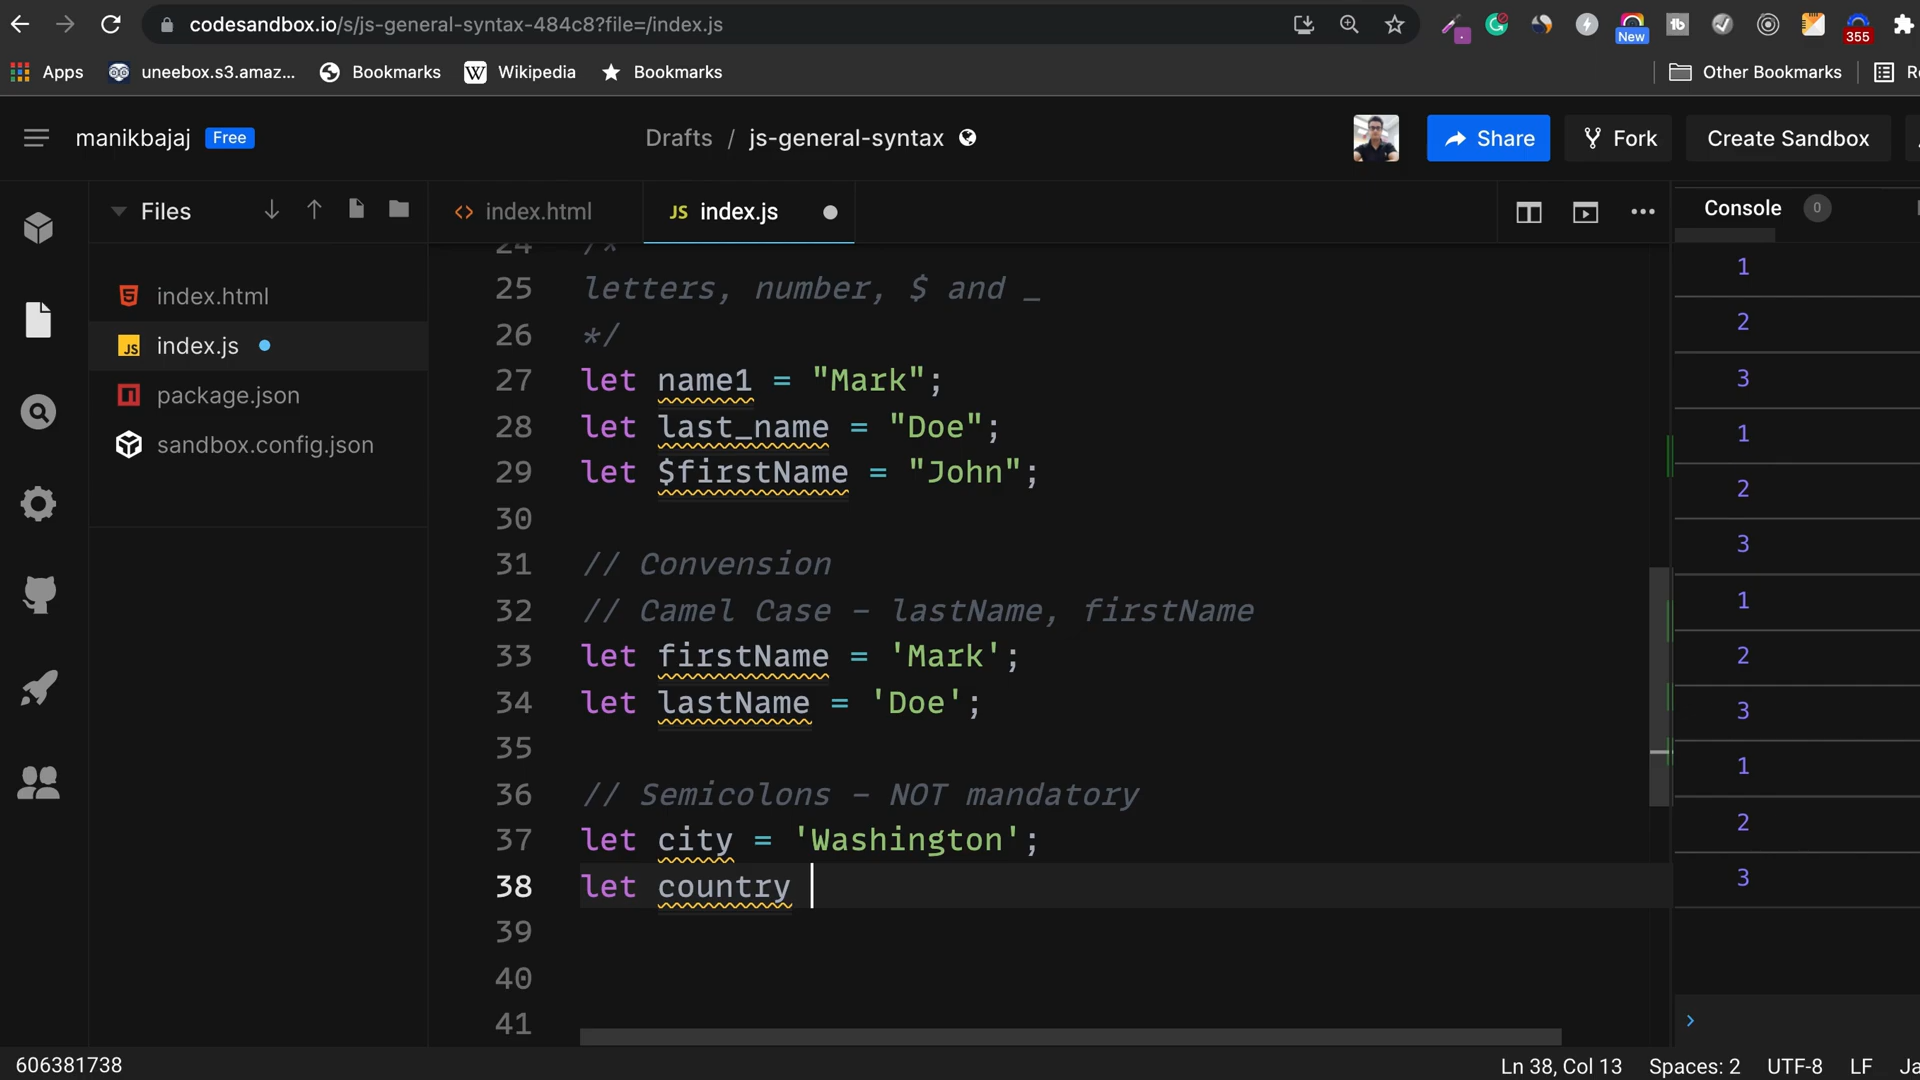 codesandbox.io/s/js-general-syntax-484c8?file=/index.js
New
tb
355
Apps
uneebox.s3.amaz...
Bookmarks
W Wikipedia
Bookmarks
Other Bookmarks
manikbajaj Free
Drafts / js-general-syntax
Share
Fork
Create Sandbox
Files
index.html
JS index.js
Console 0
index.html
JS index.js
package.json
sandbox.config.json
24 /*
25 letters, number, $ and _
26 */
27 let name1 = "Mark";
28 let last_name = "Doe";
29 let $firstName = "John";
30
31 // Convension
32 // Camel Case - lastName, firstName
33 let firstName = 'Mark';
34 let lastName = 'Doe';
35
36 // Semicolons - NOT mandatory
37 let city = 'Washington';
38 let country
39
40
41
1
2
3
1
2
3
1
2
3
1
2
3
606381738
Ln 38, Col 13 Spaces: 2 UTF-8 LF